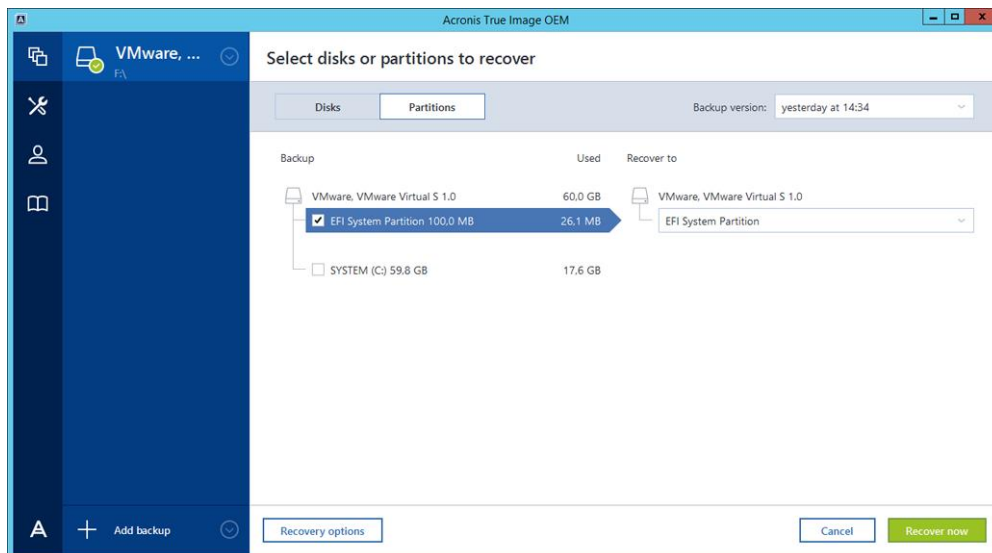 Acronis True Image OEM
VMware, ...
F:\
Select disks or partitions to recover
Disks Partitions Backup version: yesterday at 14:34
Backup Used Recover to
VMware, VMware Virtual S 1.0 60,0 GB VMware, VMware Virtual S 1.0
EFI System Partition 100,0 MB 26,1 MB EFI System Partition
SYSTEM (C:) 59,8 GB 17,6 GB
Add backup Recovery options Cancel Recover now